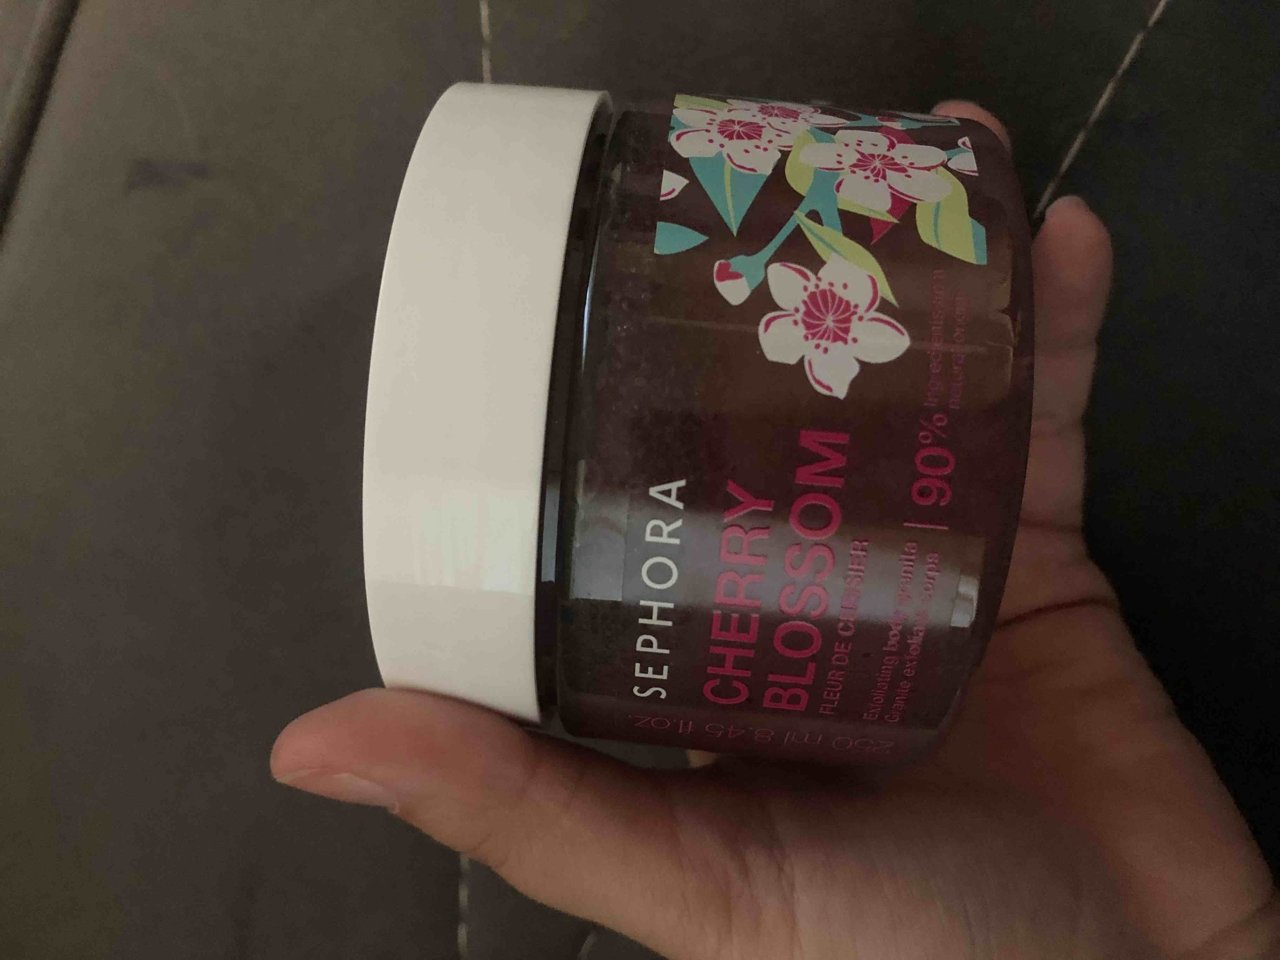 SEPHORA
CHERRY
BLOSSOM
FLEUR DE CERISIER
Exfoliating body granita
Granité exfoliant corps
90%
250 ml 8.45 fl.oz.